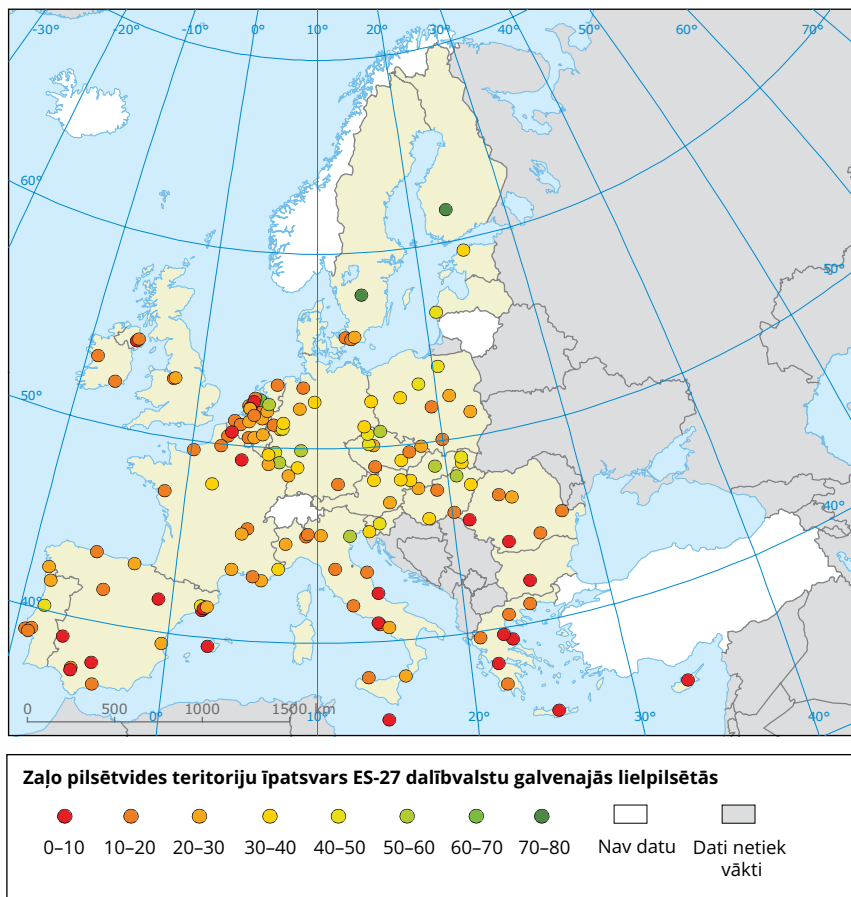 -30° -20° -10° 0° 10° 20° 30° 40° 50° 60° 70°
60°
50°
50°
40°
40°
0 500 1000 1500 km
0° 10° 20° 30° 40°
Zaļo pilsētvides teritoriju īpatsvars ES-27 dalībvalstu galvenajās lielpilsētās
0–10 10–20 20–30 30–40 40–50 50–60 60–70 70–80 Nav datu Dati netiek
vākti